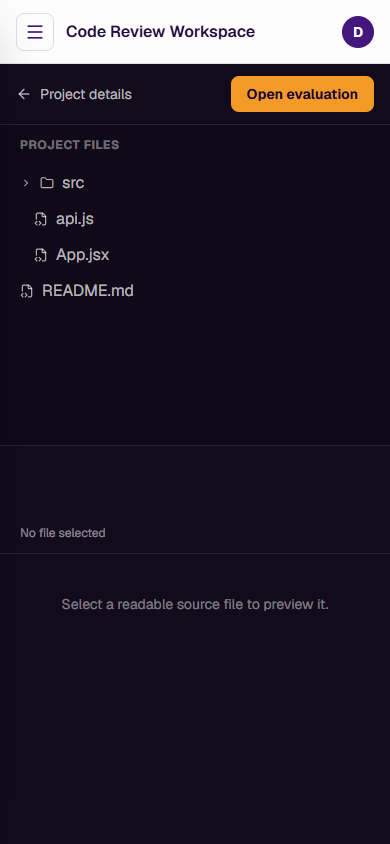 Code Review Workspace
D
Project details
Open evaluation
PROJECT FILES
src
api.js
App.jsx
README.md
No file selected
Select a readable source file to preview it.